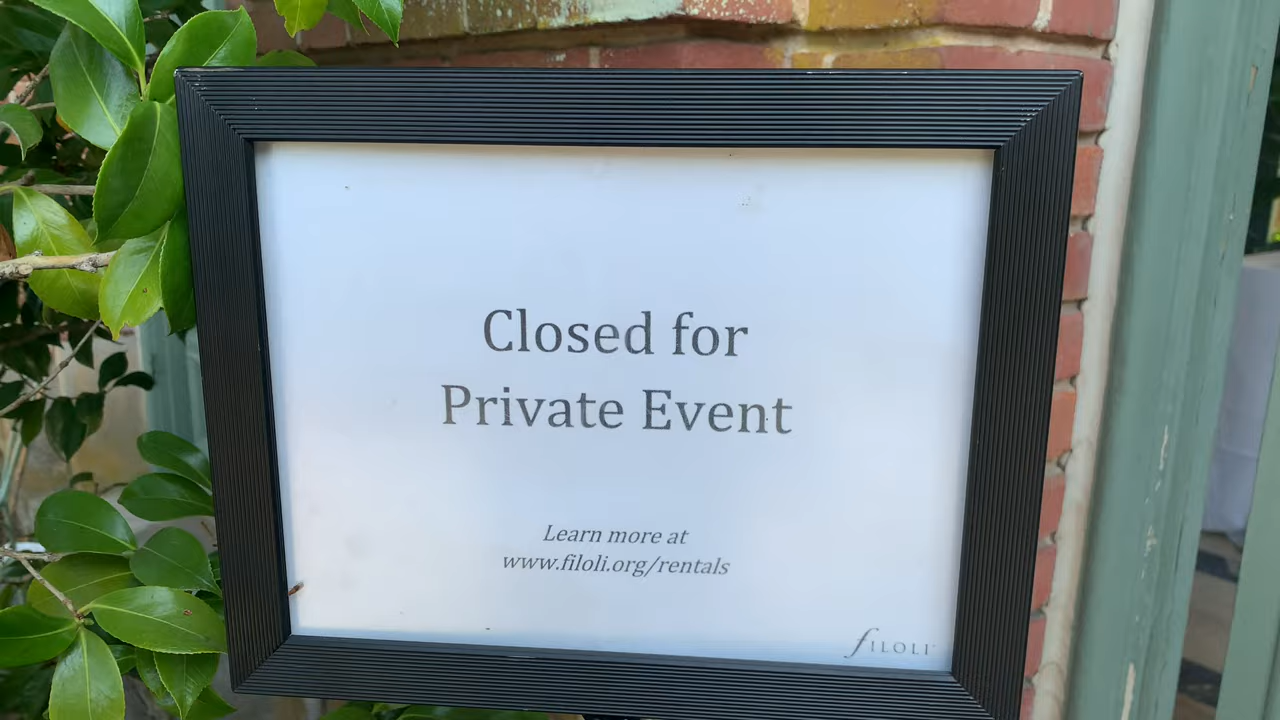 Closed for
Private Event
Learn more at
www.filoli.org/rentals
FILOLI